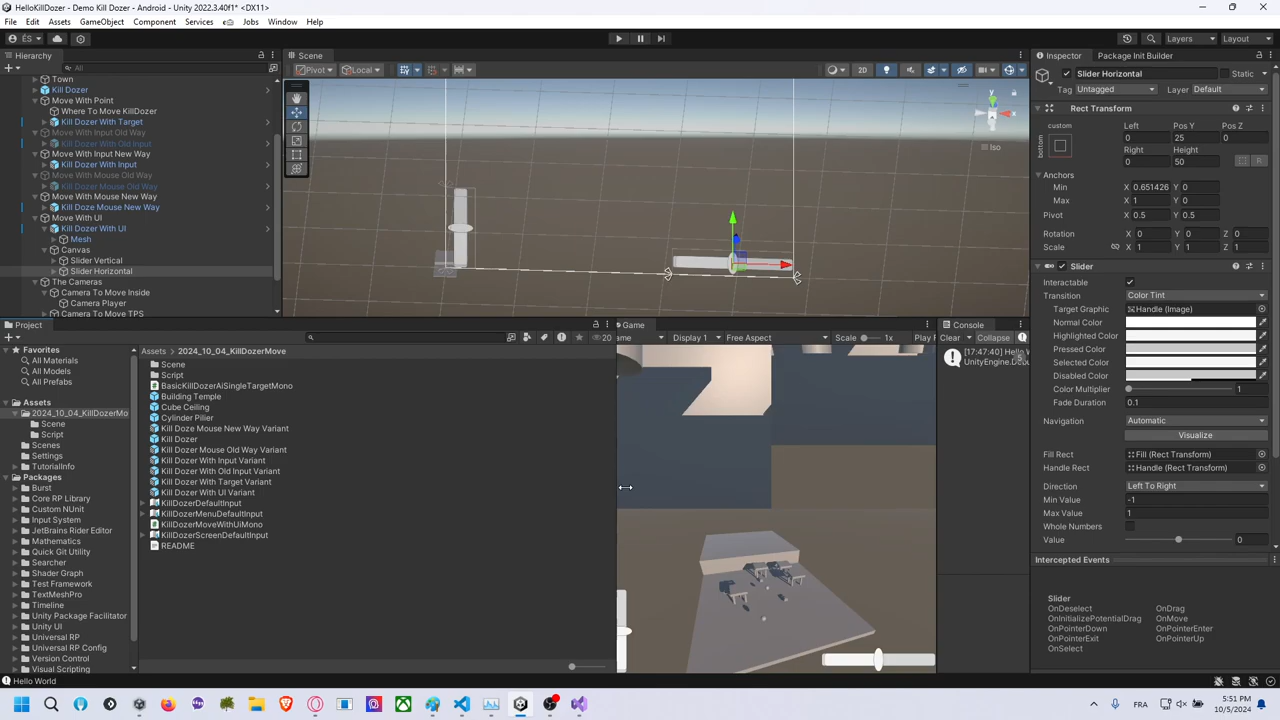 HelloKillDozer - Demo Kill Dozer - Android - Unity 2022.3.40f1* <DX11>
File Edit Assets GameObject Component Services Jobs Window Help
ÉS
Layers Layout
Hierarchy
All
Town
Kill Dozer
Move With Point
Where To Move KillDozer
Kill Dozer With Target
Move With Input Old Way
Kill Dozer With Old Input
Move With Input New Way
Kill Dozer With Input
Move With Mouse Old Way
Kill Dozer Mouse Old Way
Move With Mouse New Way
Kill Doze Mouse New Way
Move With UI
Kill Dozer With UI
Mesh
Canvas
Slider Vertical
Slider Horizontal
The Cameras
Camera To Move Inside
Camera Player
Camera To Move TPS
Scene
Pivot Local
2D
y
x
Iso
Project
20
Favorites
All Materials
All Models
All Prefabs
Assets
2024_10_04_KillDozerMo
Scene
Script
Scenes
Settings
TutorialInfo
Packages
Burst
Core RP Library
Custom NUnit
Input System
JetBrains Rider Editor
Mathematics
Quick Git Utility
Searcher
Shader Graph
Test Framework
TextMeshPro
Timeline
Unity Package Facilitator
Unity UI
Universal RP
Universal RP Config
Version Control
Visual Scripting
Assets > 2024_10_04_KillDozerMove
Scene
Script
BasicKillDozerAiSingleTargetMono
Building Temple
Cube Ceiling
Cylinder Pilier
Kill Doze Mouse New Way Variant
Kill Dozer
Kill Dozer Mouse Old Way Variant
Kill Dozer With Input Variant
Kill Dozer With Old Input Variant
Kill Dozer With Target Variant
Kill Dozer With UI Variant
KillDozerDefaultInput
KillDozerMenuDefaultInput
KillDozerMoveWithUiMono
KillDozerScreenDefaultInput
README
Game
ame Display 1 Free Aspect Scale 1x Play F
Console
Clear Collapse
[17:47:40] Hello W
UnityEngine.Debu
Inspector Package Init Builder
Slider Horizontal Static
Tag Untagged Layer Default
Rect Transform
custom Left Pos Y Pos Z
0 25 0
bottom Right Height
0 50 R
Anchors
Min X 0.651426 Y 0
Max X 1 Y 0
Pivot X 0.5 Y 0.5
Rotation X 0 Y 0 Z 0
Scale X 1 Y 1 Z 1
Slider
Interactable
Transition Color Tint
Target Graphic Handle (Image)
Normal Color
Highlighted Color
Pressed Color
Selected Color
Disabled Color
Color Multiplier 1
Fade Duration 0.1
Navigation Automatic
Visualize
Fill Rect Fill (Rect Transform)
Handle Rect Handle (Rect Transform)
Direction Left To Right
Min Value -1
Max Value 1
Whole Numbers
Value 0
Intercepted Events
Slider
OnDeselect OnDrag
OnInitializePotentialDrag OnMove
OnPointerDown OnPointerEnter
OnPointerExit OnPointerUp
OnSelect
Hello World
FRA
5:51 PM
10/5/2024